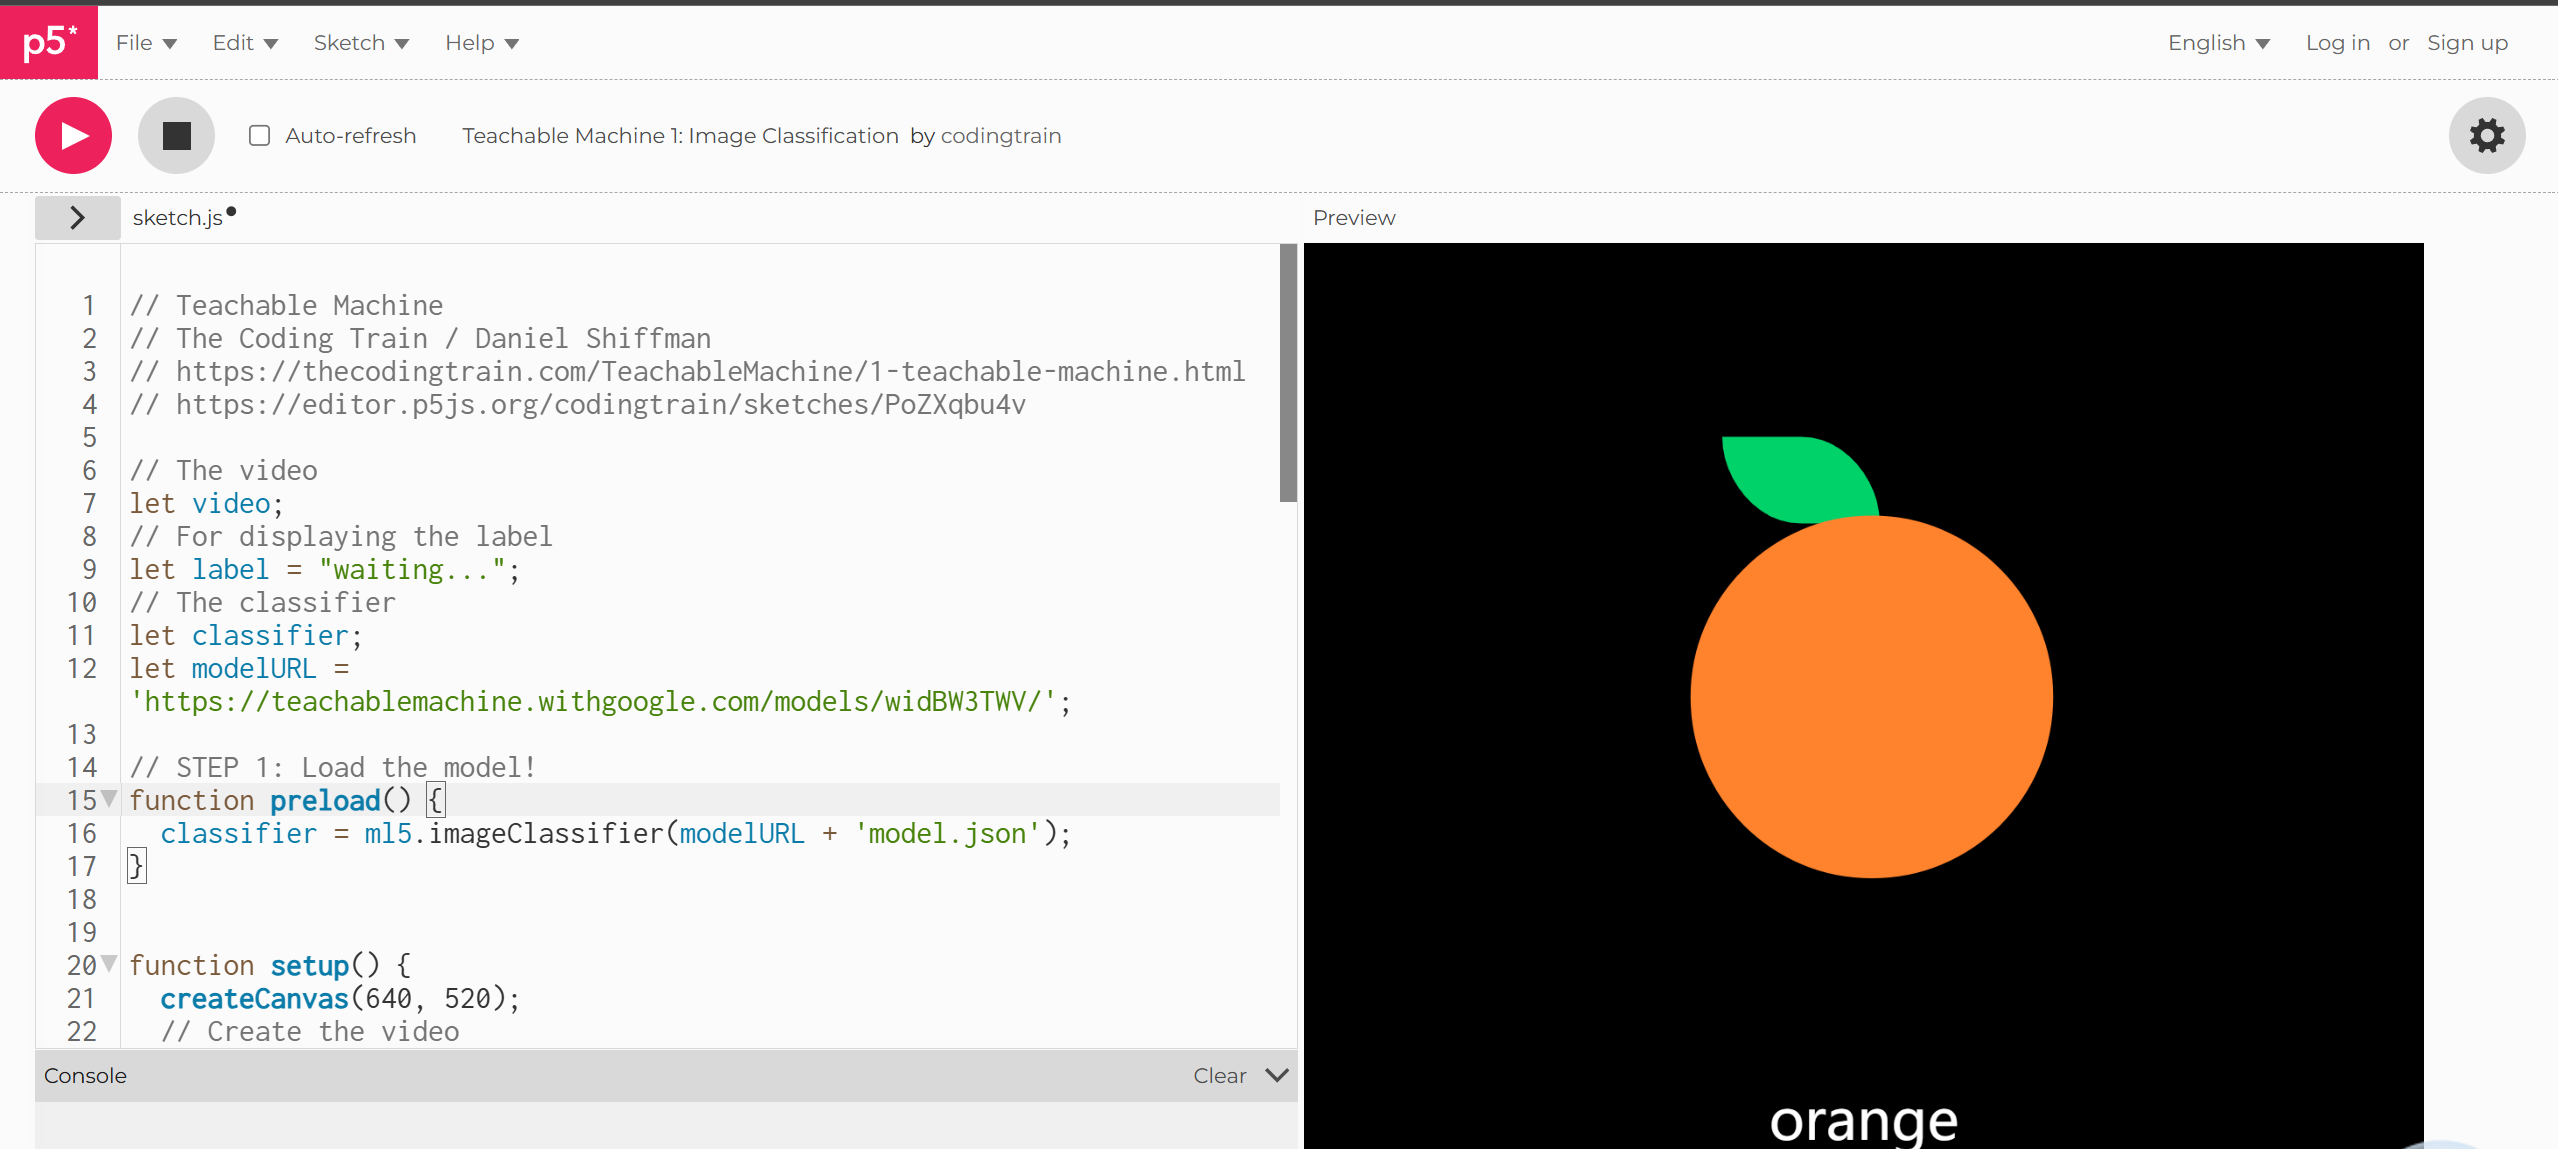 p5*
File Edit Sketch Help English Log in or Sign up
Auto-refresh Teachable Machine 1: Image Classification by codingtrain
sketch.js
Preview
1 // Teachable Machine
2 // The Coding Train / Daniel Shiffman
3 // https://thecodingtrain.com/TeachableMachine/1-teachable-machine.html
4 // https://editor.p5js.org/codingtrain/sketches/PoZXqbu4v
5
6 // The video
7 let video;
8 // For displaying the label
9 let label = "waiting...";
10 // The classifier
11 let classifier;
12 let modelURL =
'https://teachablemachine.withgoogle.com/models/widBW3TWV/';
13
14 // STEP 1: Load the model!
15 function preload() {
16 classifier = ml5.imageClassifier(modelURL + 'model.json');
17 }
18
19
20 function setup() {
21 createCanvas(640, 520);
22 // Create the video
Console Clear
orange